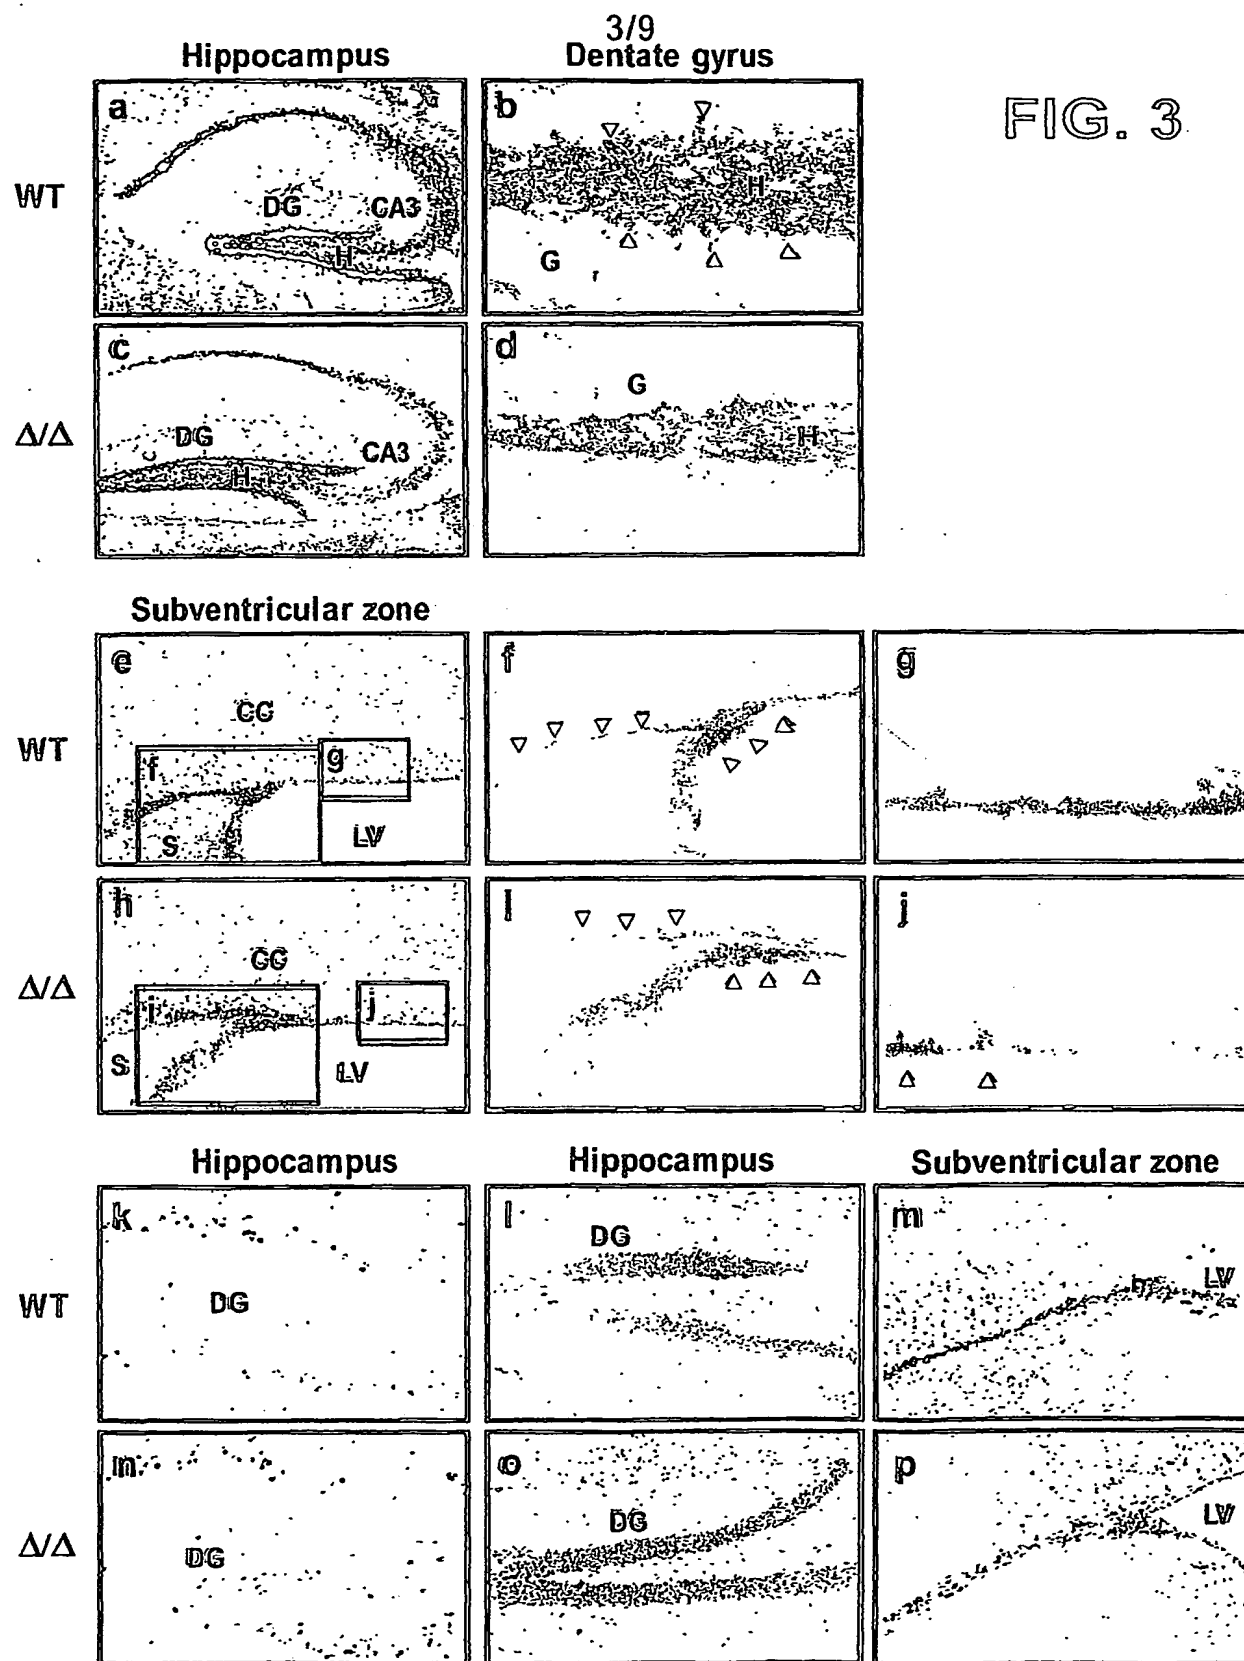 3/9
Hippocampus Dentate gyrus
FIG. 3
WT
a
DG CA3
H
b
H
G
Δ/Δ
c
DG
CA3
H
d
G
H
Subventricular zone
WT
e
CC
f g
S LV
f
g
Δ/Δ
h
CC
i j
S LV
i
j
Hippocampus Hippocampus Subventricular zone
WT
k
DG
l
DG
m
LV
Δ/Δ
n
DG
o
DG
p
LV